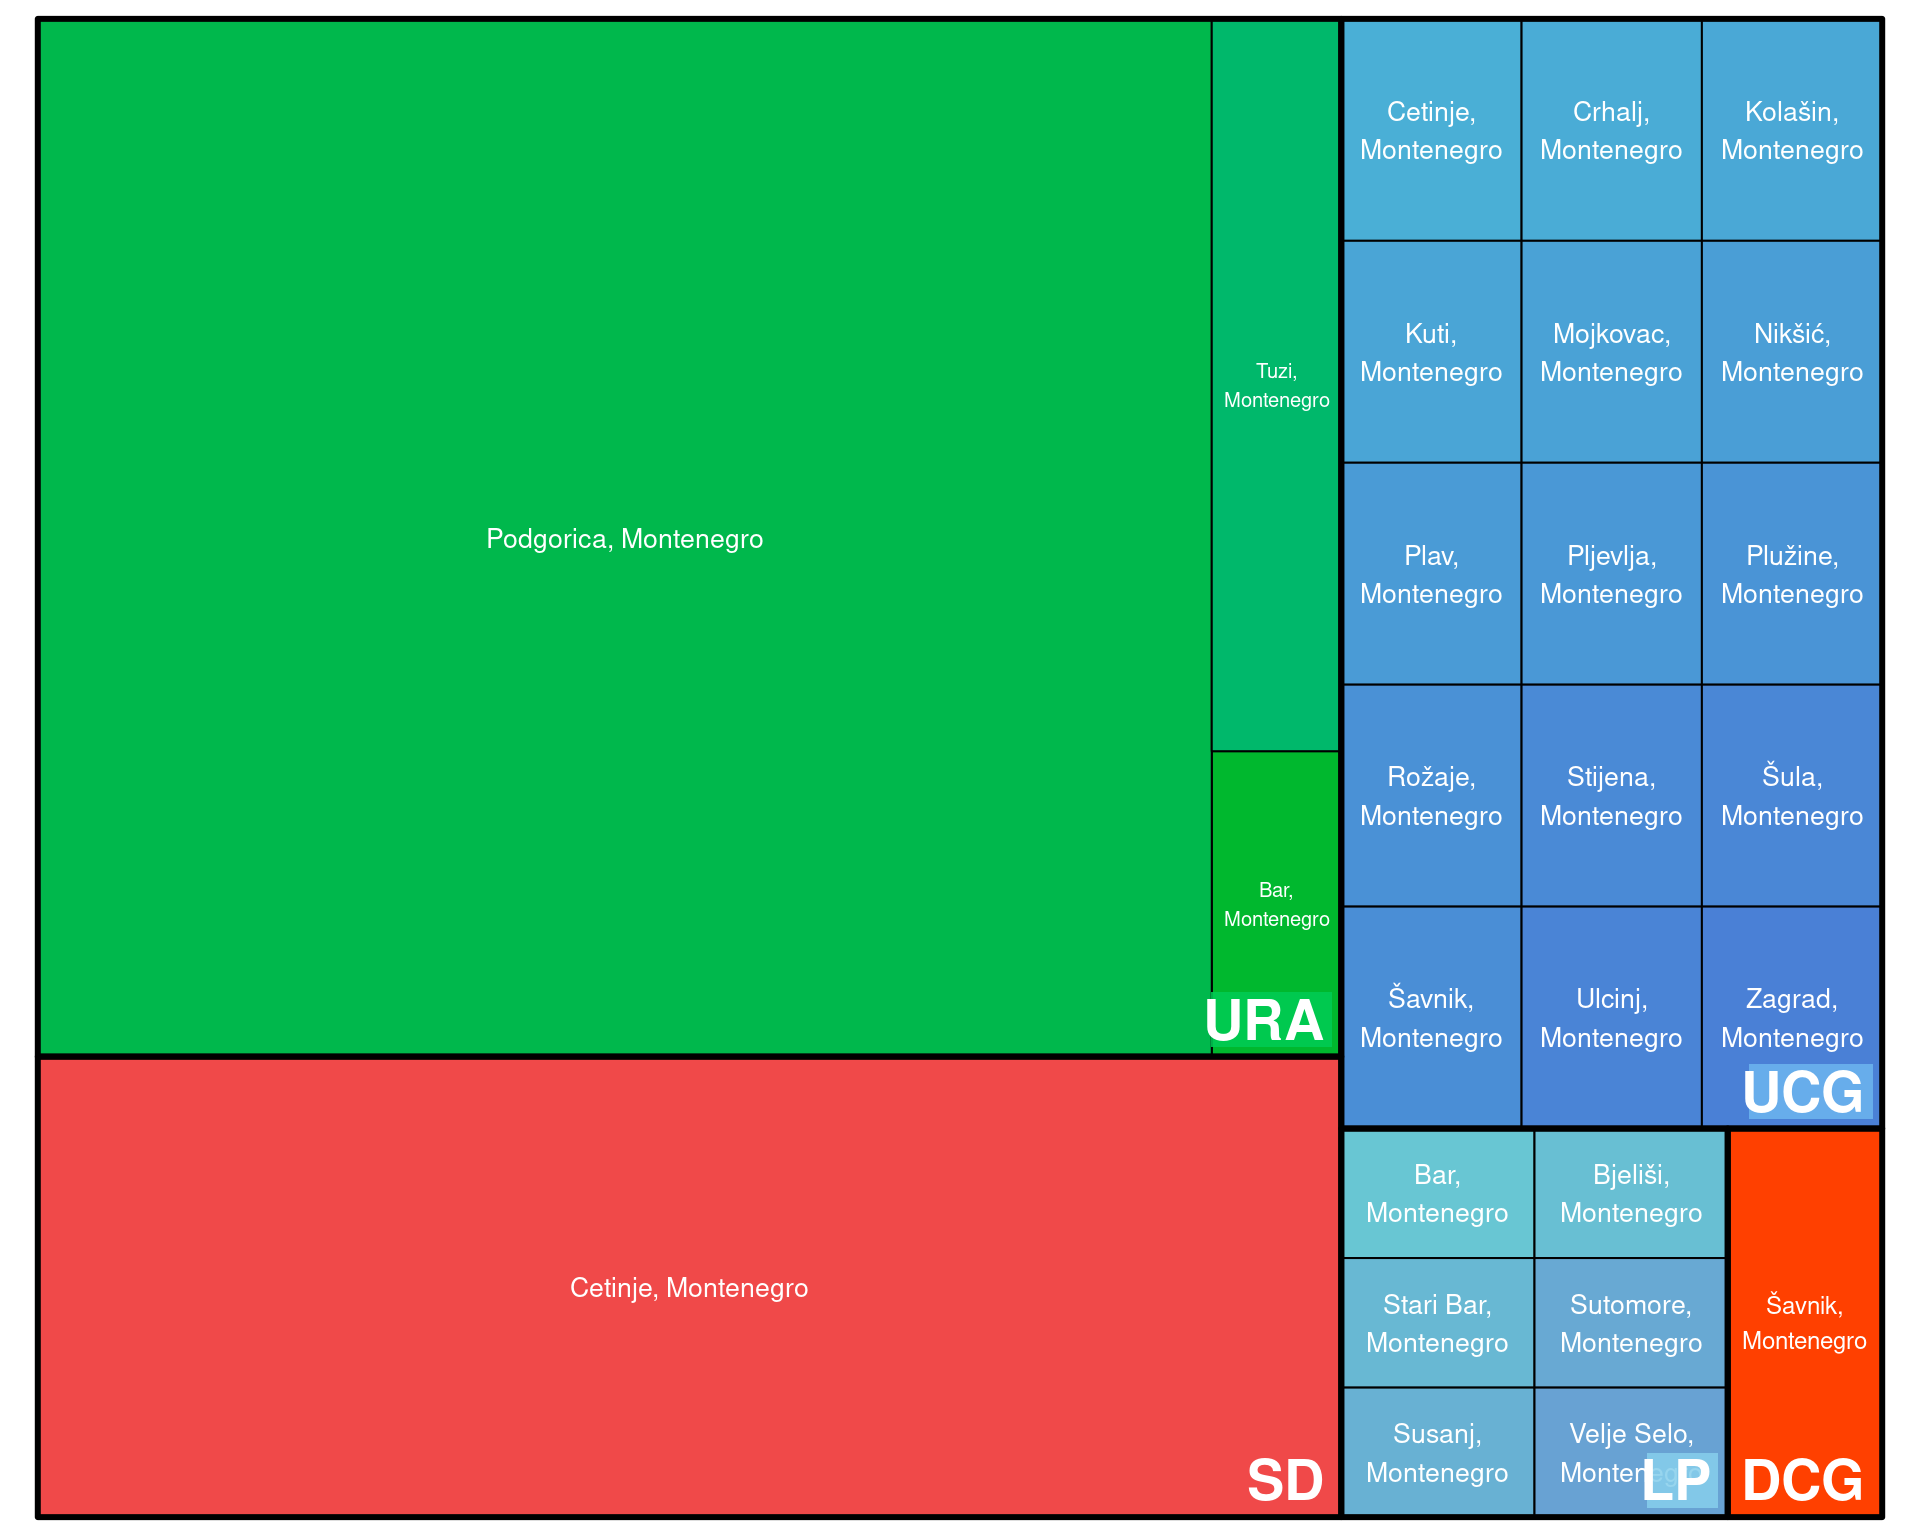 Podgorica, Montenegro
Tuzi,
Montenegro
Bar,
Montenegro
URA
Cetinje, Montenegro
SD
Cetinje,
Montenegro
Crhalj,
Montenegro
Kolašin,
Montenegro
Kuti,
Montenegro
Mojkovac,
Montenegro
Nikšić,
Montenegro
Plav,
Montenegro
Pljevlja,
Montenegro
Plužine,
Montenegro
Rožaje,
Montenegro
Stijena,
Montenegro
Šula,
Montenegro
Šavnik,
Montenegro
Ulcinj,
Montenegro
Zagrad,
Montenegro
UCG
Bar,
Montenegro
Bjeliši,
Montenegro
Stari Bar,
Montenegro
Sutomore,
Montenegro
Susanj,
Montenegro
Velje Selo,
Montenegro
LP
Šavnik,
Montenegro
DCG